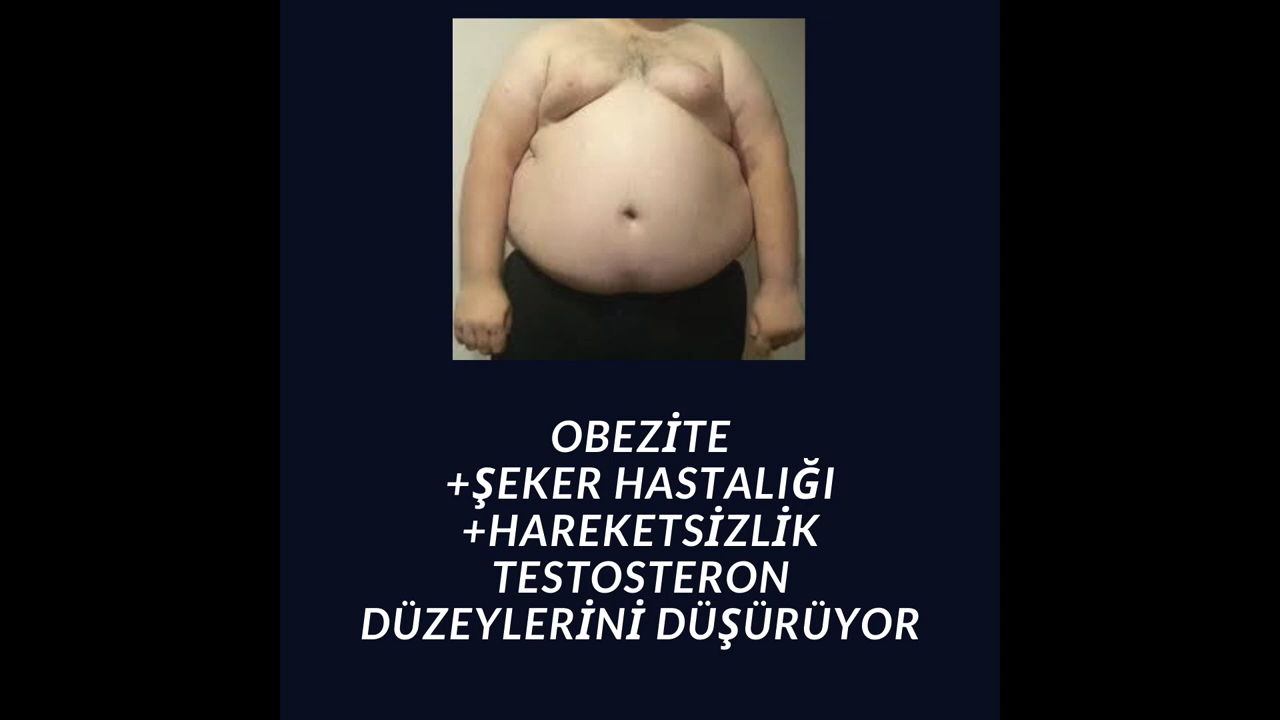 OBEZİTE
+ŞEKER HASTALIĞI
+HAREKETSİZLİK
TESTOSTERON
DÜZEYLERİNİ DÜŞÜRÜYOR